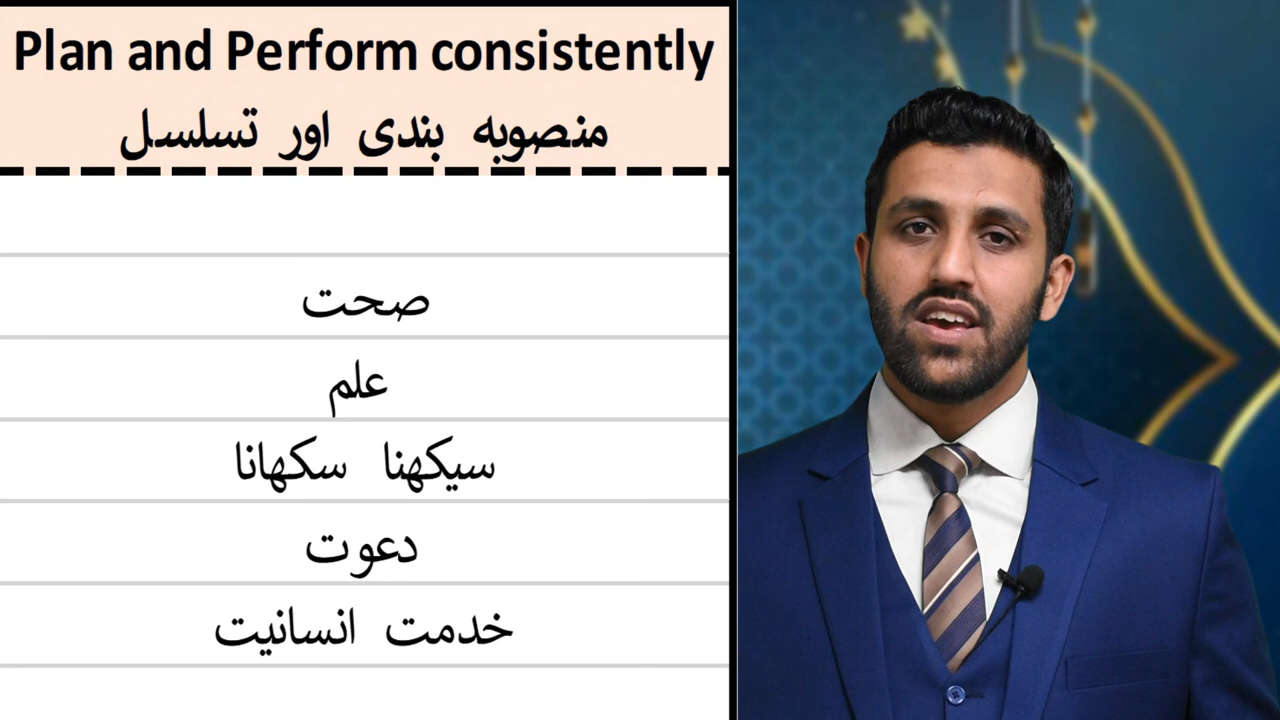 Plan and Perform consistently
منصوبہ بندی اور تسلسل
صحت
علم
سیکھنا سکھانا
دعوت
خدمت انسانیت